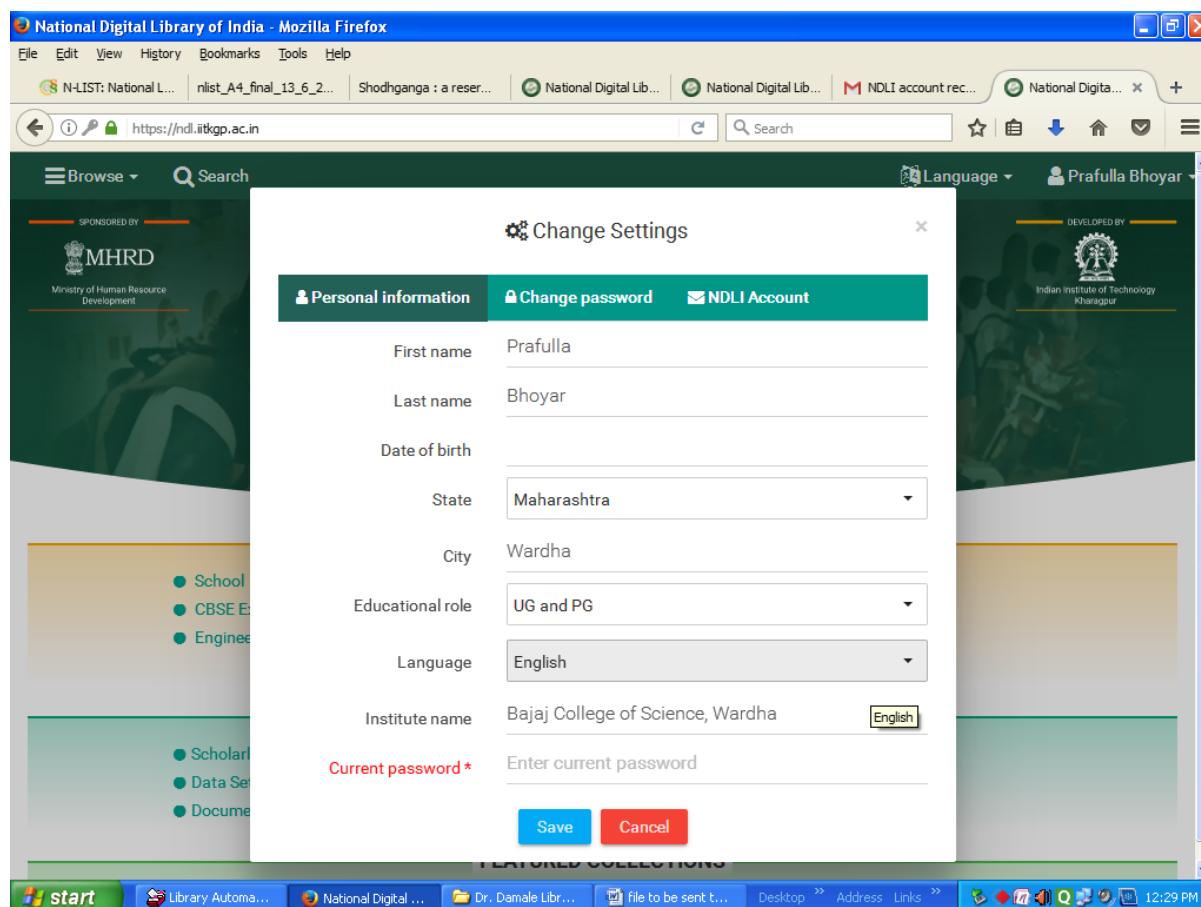 National Digital Library of India - Mozilla Firefox
File Edit View History Bookmarks Tools Help
N-LIST: National L... nlist_A4_final_13_6_2... Shodhganga : a reser... National Digital Lib... National Digital Lib... NDLI account rec... National Digita...
https://ndl.iitkgp.ac.in Search
Browse Search Language Prafulla Bhoyar
SPONSORED BY
MHRD
Ministry of Human Resource
Development
DEVELOPED BY
Indian Institute of Technology
Kharagpur
Change Settings
Personal information Change password NDLI Account
First name Prafulla
Last name Bhoyar
Date of birth
State Maharashtra
City Wardha
Educational role UG and PG
Language English
Institute name Bajaj College of Science, Wardha English
Current password * Enter current password
Save Cancel
School
CBSE E
Enginee
Scholarl
Data Se
Docume
FEATURED COLLECTIONS
start Library Automa... National Digital ... Dr. Damale Libr... file to be sent t... Desktop Address Links 12:29 PM